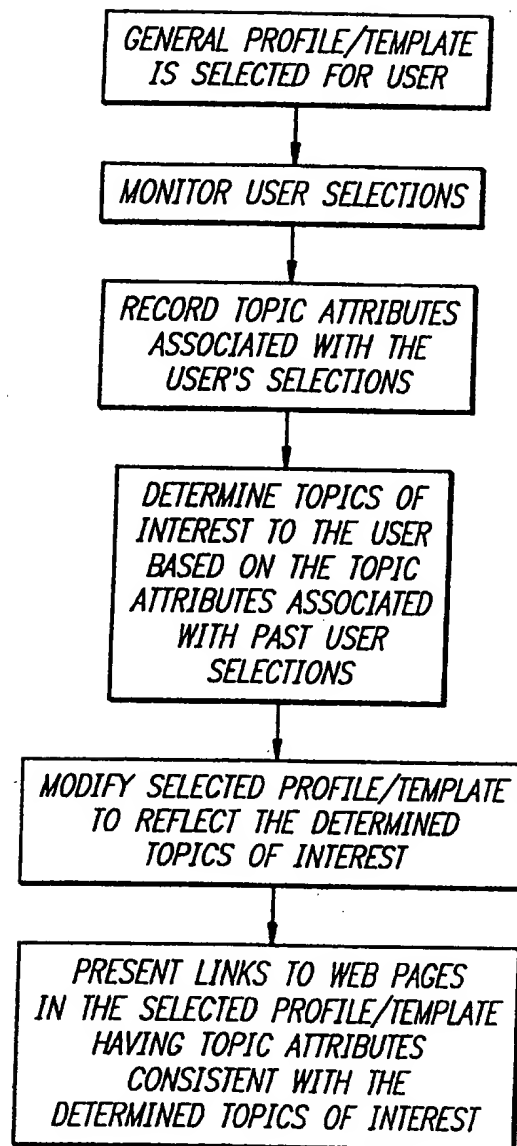 GENERAL PROFILE/TEMPLATE
IS SELECTED FOR USER
MONITOR USER SELECTIONS
RECORD TOPIC ATTRIBUTES
ASSOCIATED WITH THE
USER'S SELECTIONS
DETERMINE TOPICS OF
INTEREST TO THE USER
BASED ON THE TOPIC
ATTRIBUTES ASSOCIATED
WITH PAST USER
SELECTIONS
MODIFY SELECTED PROFILE/TEMPLATE
TO REFLECT THE DETERMINED
TOPICS OF INTEREST
PRESENT LINKS TO WEB PAGES
IN THE SELECTED PROFILE/TEMPLATE
HAVING TOPIC ATTRIBUTES
CONSISTENT WITH THE
DETERMINED TOPICS OF INTEREST